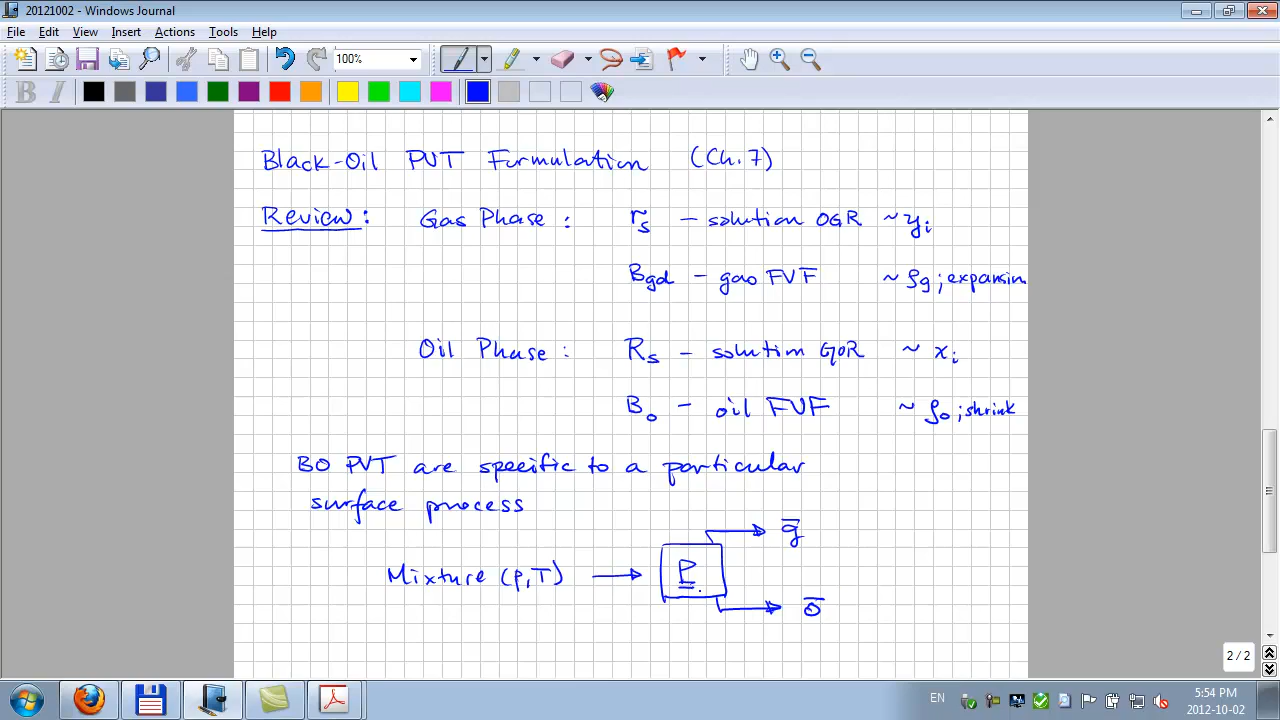 20121002 - Windows Journal
File Edit View Insert Actions Tools Help
100%
B I
Black-Oil PVT Formulation (Ch.7)
Review: Gas Phase: rs - solution OGR ~ yi
Bgd - gas FVF ~ ρg; expansion
Oil Phase: Rs - solution GOR ~ xi
Bo - oil FVF ~ ρo; shrink
BO PVT are specific to a particular
surface process
g̅
Mixture (p,T) → P
o̅
2 / 2
EN 5:54 PM
2012-10-02